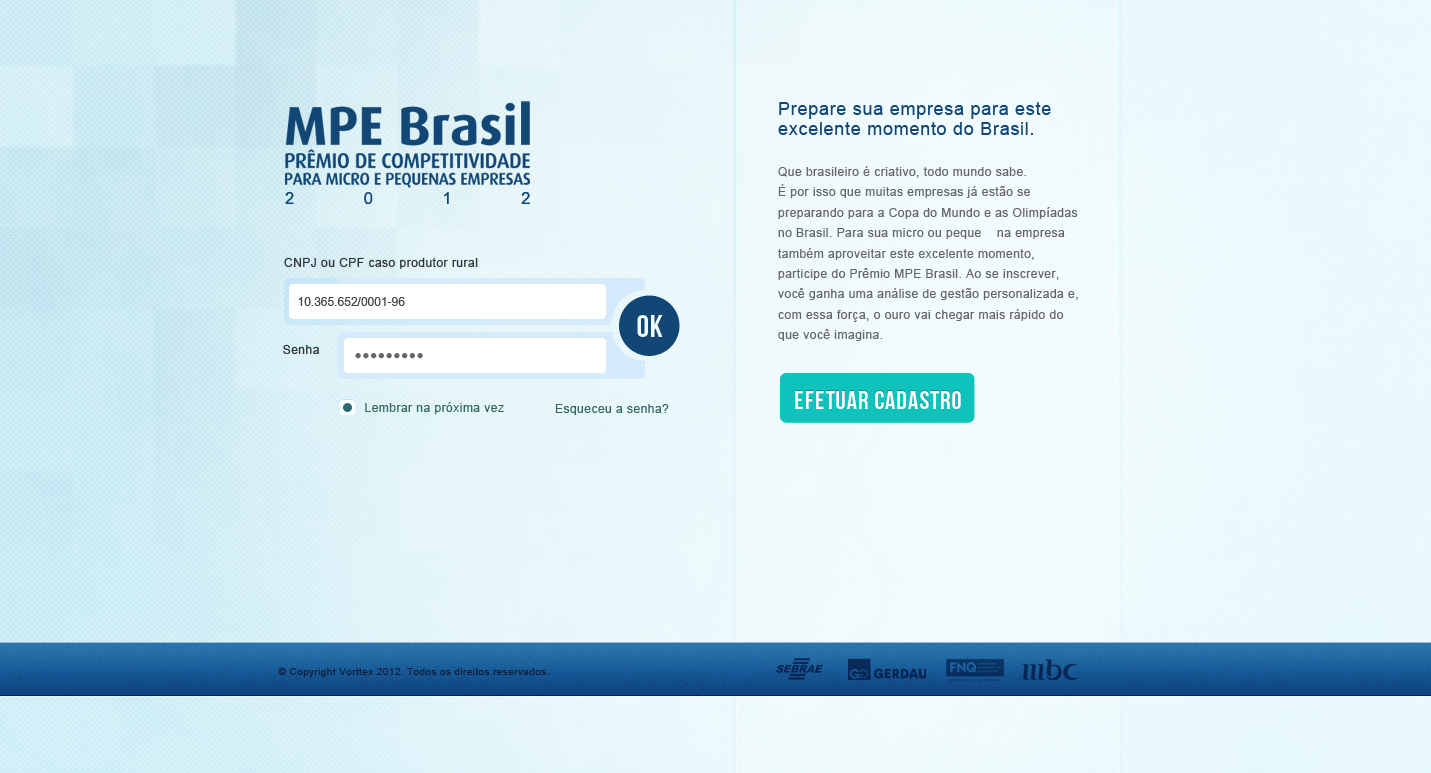 MPE Brasil
PRÊMIO DE COMPETITIVIDADE
PARA MICRO E PEQUENAS EMPRESAS
2 0 1 2
CNPJ ou CPF caso produtor rural
10.365.652/0001-96
OK
Senha
•••••••••
Lembrar na próxima vez
Esqueceu a senha?
Prepare sua empresa para este
excelente momento do Brasil.
Que brasileiro é criativo, todo mundo sabe.
É por isso que muitas empresas já estão se
preparando para a Copa do Mundo e as Olimpíadas
no Brasil. Para sua micro ou peque na empresa
também aproveitar este excelente momento,
participe do Prêmio MPE Brasil. Ao se inscrever,
você ganha uma análise de gestão personalizada e,
com essa força, o ouro vai chegar mais rápido do
que você imagina.
EFETUAR CADASTRO
© Copyright Vorttex 2012. Todos os direitos reservados.
SEBRAE
GG GERDAU
FNQ
mbc